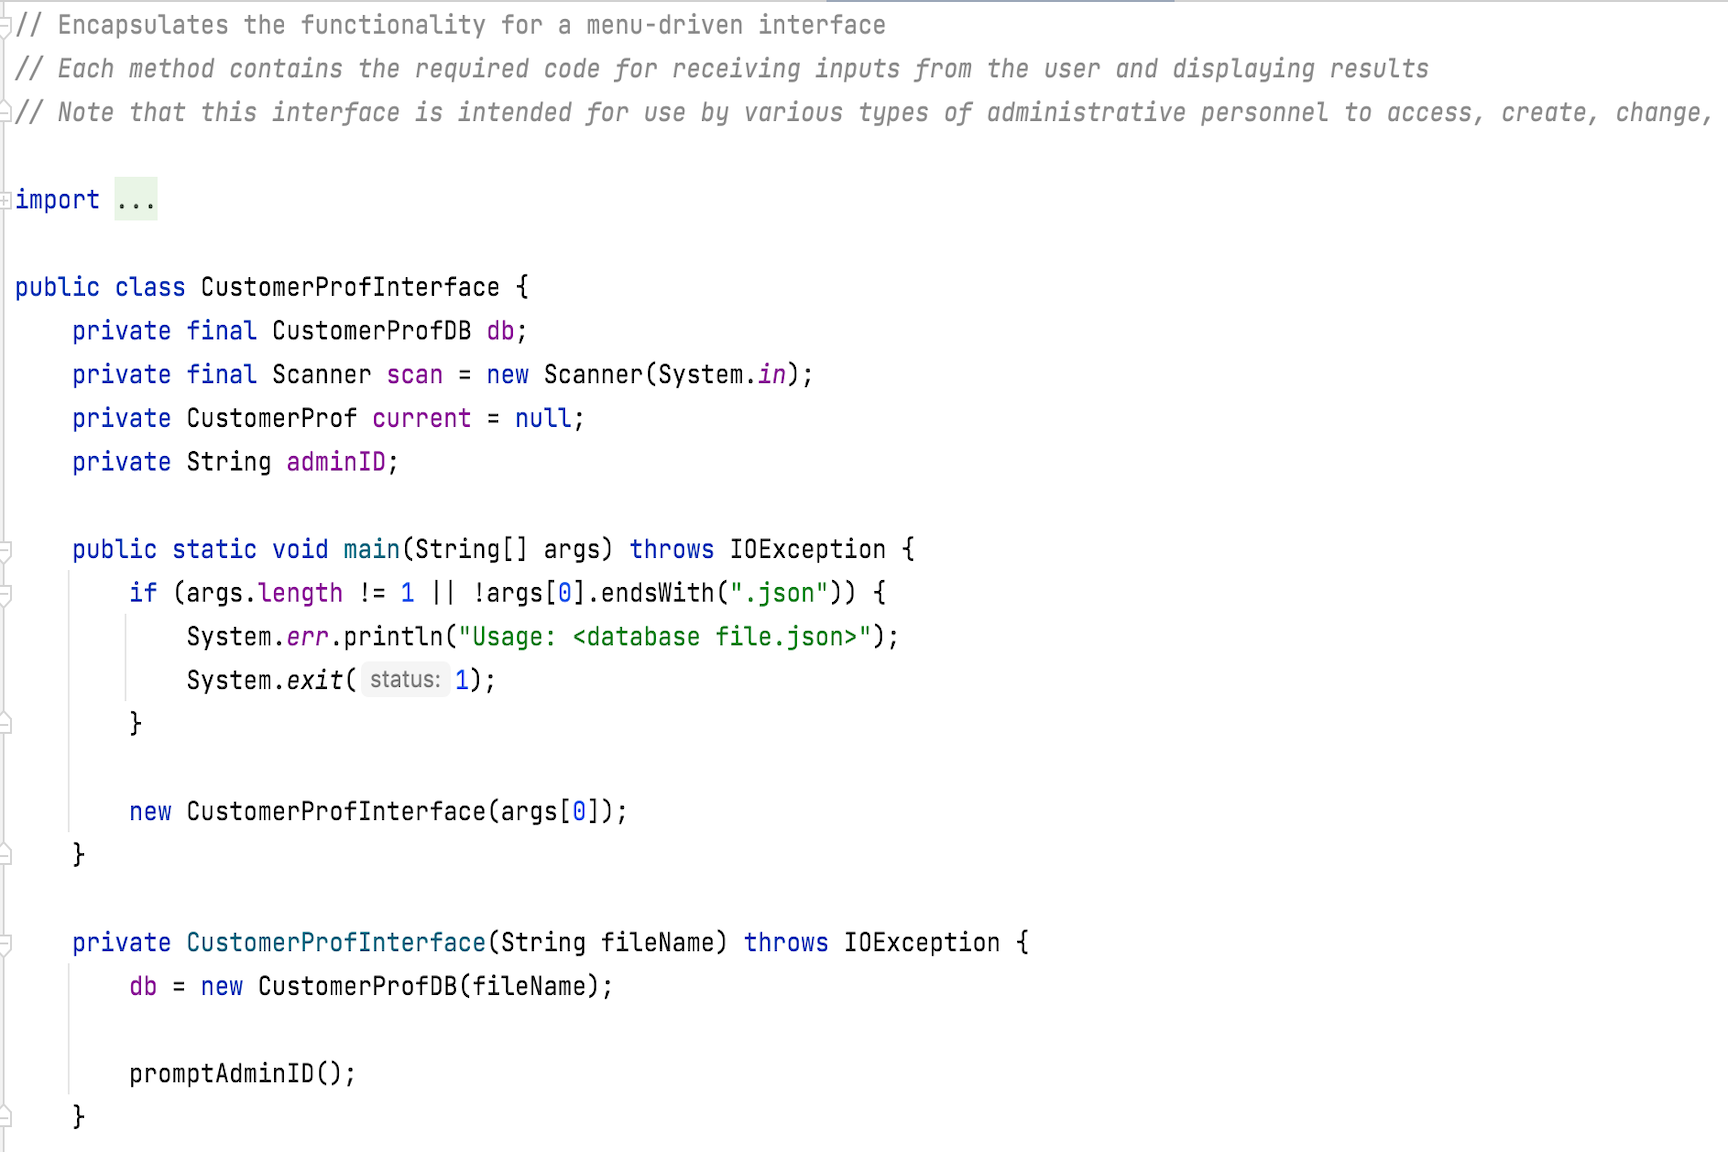 // Encapsulates the functionality for a menu-driven interface
// Each method contains the required code for receiving inputs from the user and displaying results
// Note that this interface is intended for use by various types of administrative personnel to access, create, change,
import ...
public class CustomerProfInterface {
private final CustomerProfDB db;
private final Scanner scan = new Scanner(System.in);
private CustomerProf current = null;
private String adminID;
public static void main(String[] args) throws IOException {
if (args.length != 1 || !args[0].endsWith(".json")) {
System.err.println("Usage: <database file.json>");
System.exit( status: 1);
}
new CustomerProfInterface(args[0]);
}
private CustomerProfInterface(String fileName) throws IOException {
db = new CustomerProfDB(fileName);
promptAdminID();
}